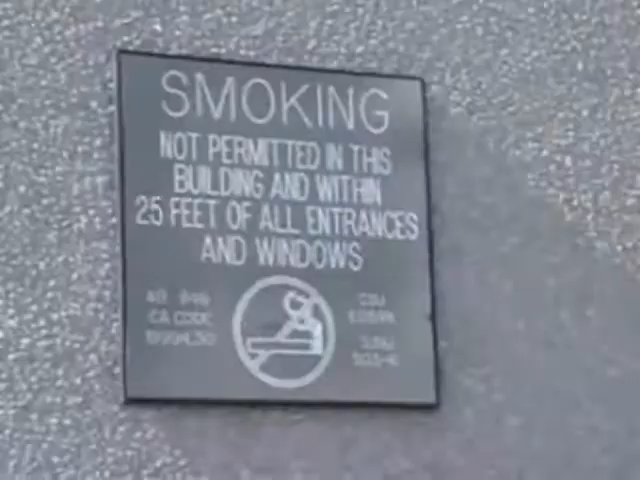 SMOKING
NOT PERMITTED IN THIS
BUILDING AND WITHIN
25 FEET OF ALL ENTRANCES
AND WINDOWS
CA CODE